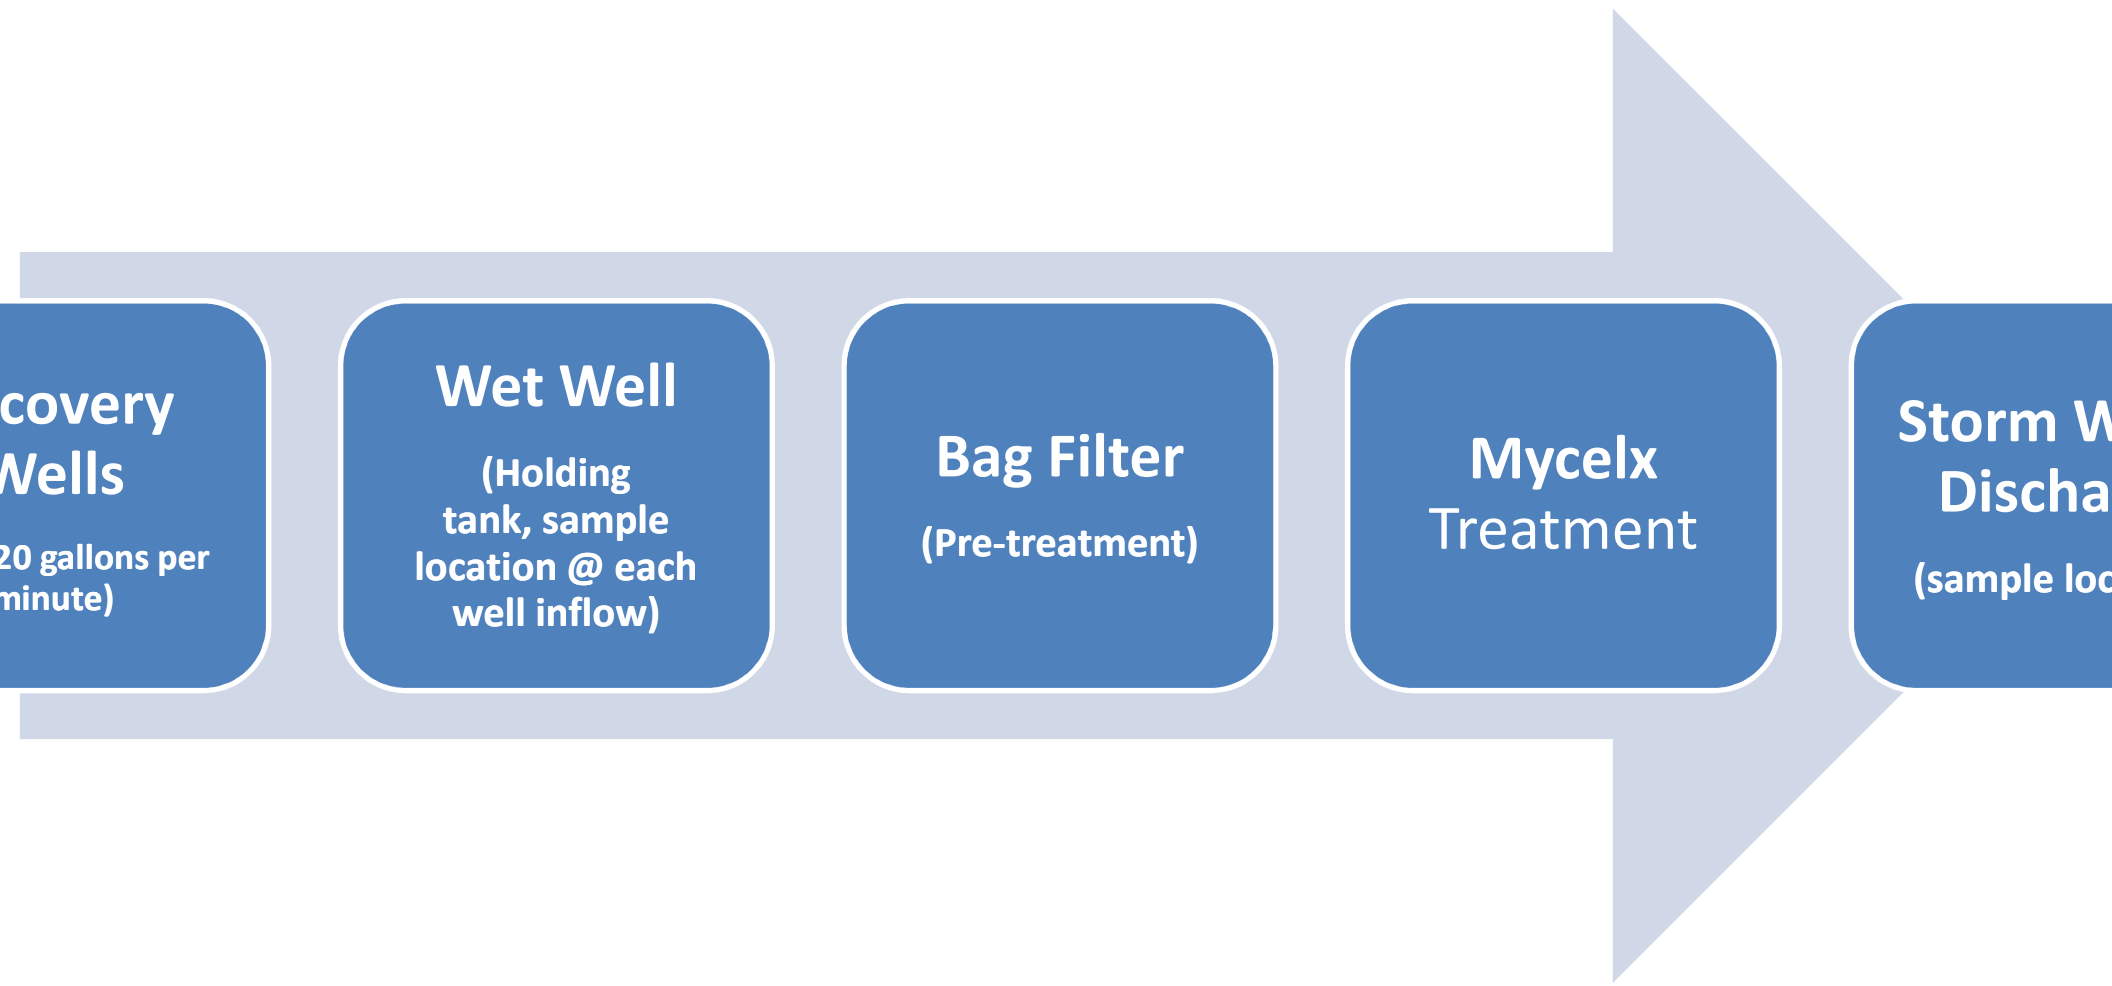 covery
Wells
20 gallons per
minute)
Wet Well
(Holding
tank, sample
location @ each
well inflow)
Bag Filter
(Pre-treatment)
Mycelx
Treatment
Storm W
Discha
(sample loc